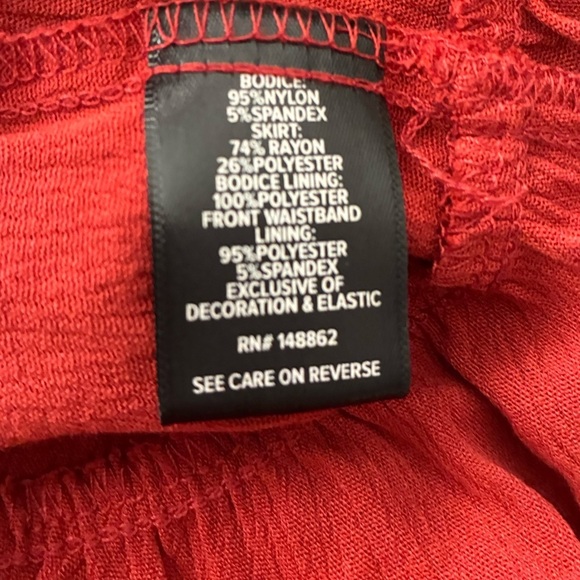 BODICE:
95%NYLON
5%SPANDEX
SKIRT:
74% RAYON
26%POLYESTER
BODICE LINING:
100%POLYESTER
FRONT WAISTBAND
LINING:
95%POLYESTER
5%SPANDEX
EXCLUSIVE OF
DECORATION & ELASTIC
RN# 148862
SEE CARE ON REVERSE